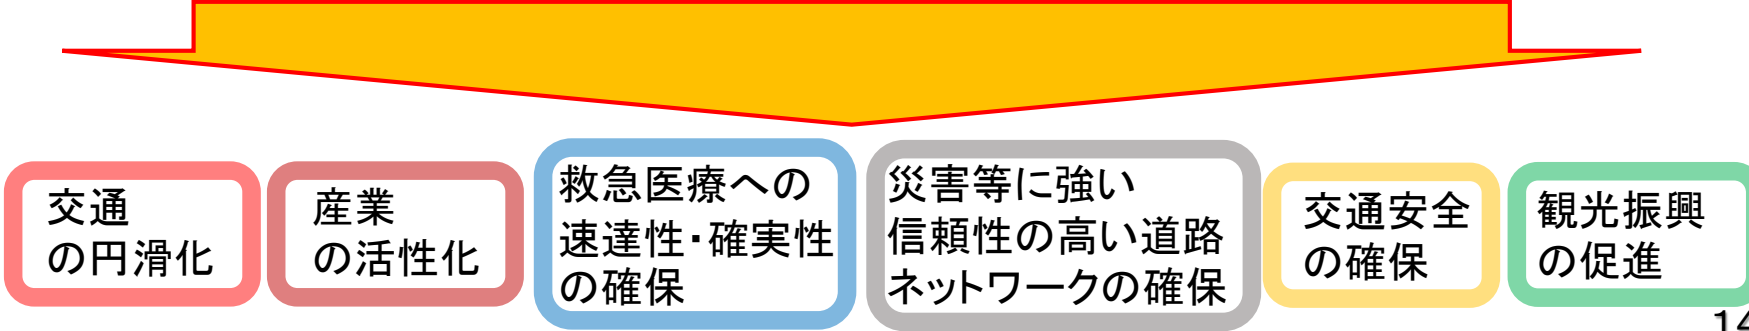 交通
の円滑化
産業
の活性化
救急医療への
速達性・確実性
の確保
災害等に強い
信頼性の高い道路
ネットワークの確保
交通安全
の確保
観光振興
の促進
14